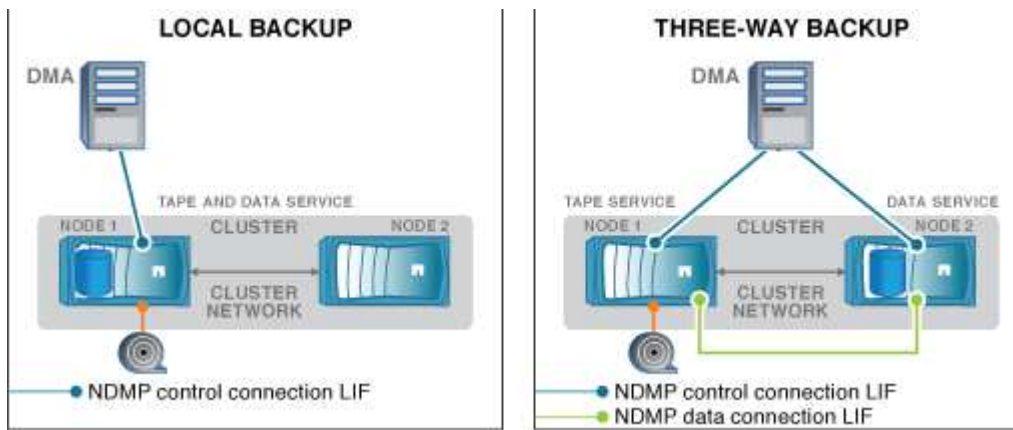 LOCAL BACKUP
DMA
TAPE AND DATA SERVICE
NODE 1
CLUSTER
NODE 2
CLUSTER
NETWORK
NDMP control connection LIF
THREE-WAY BACKUP
DMA
TAPE SERVICE
DATA SERVICE
NODE 1
CLUSTER
NODE 2
CLUSTER
NETWORK
NDMP control connection LIF
NDMP data connection LIF